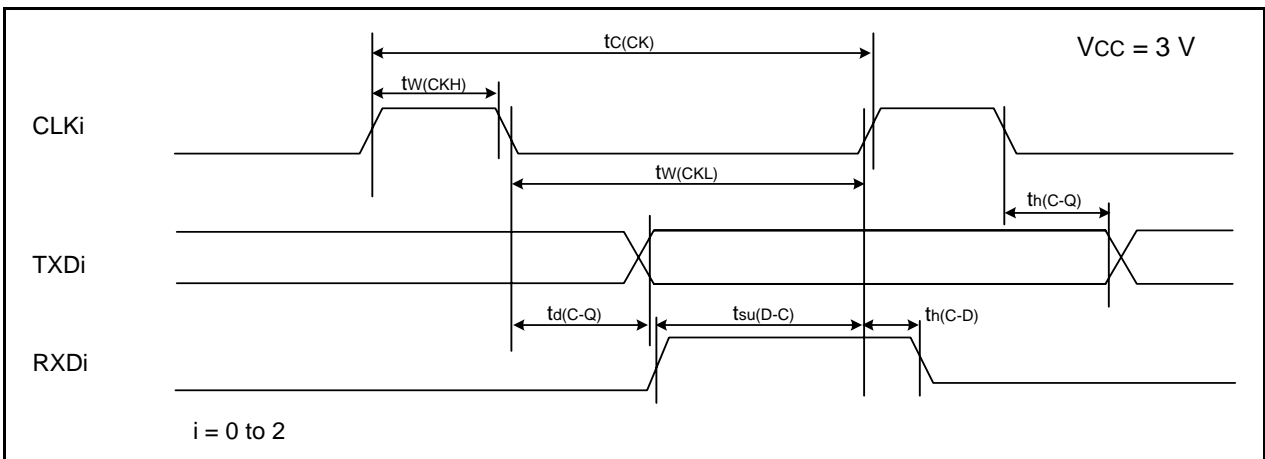 tC(CK)
VCC = 3 V
tW(CKH)
CLKi
tW(CKL)
th(C-Q)
TXDi
td(C-Q)
tsu(D-C)
th(C-D)
RXDi
i = 0 to 2